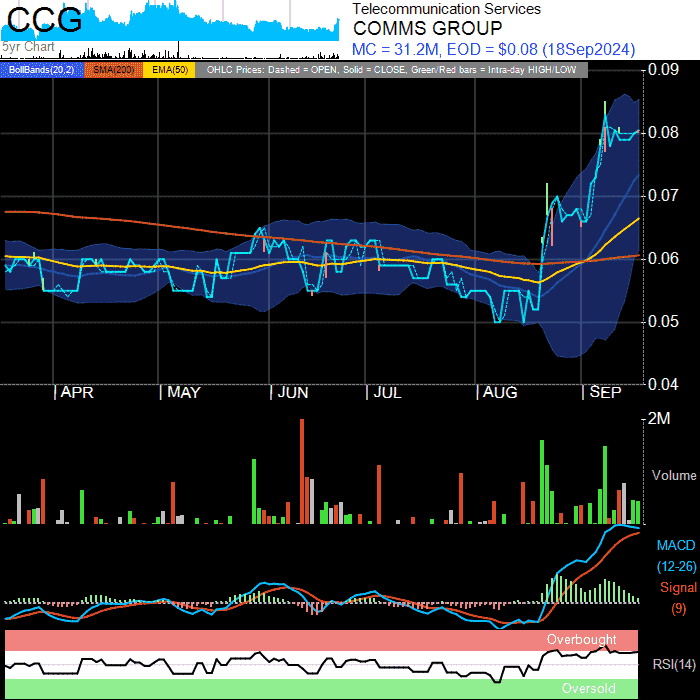 CCG
5yr Chart
Telecommunication Services
COMMS GROUP
MC = 31.2M, EOD = $0.08 (18Sep2024)
BollBands(20,2) SMA(200) EMA(50) OHLC Prices: Dashed = OPEN, Solid = CLOSE, Green/Red bars = Intra-day HIGH/LOW
0.09
0.08
0.07
0.06
0.05
0.04
APR MAY JUN JUL AUG SEP
2M
Volume
MACD
(12-26)
Signal
(9)
Overbought
RSI(14)
Oversold